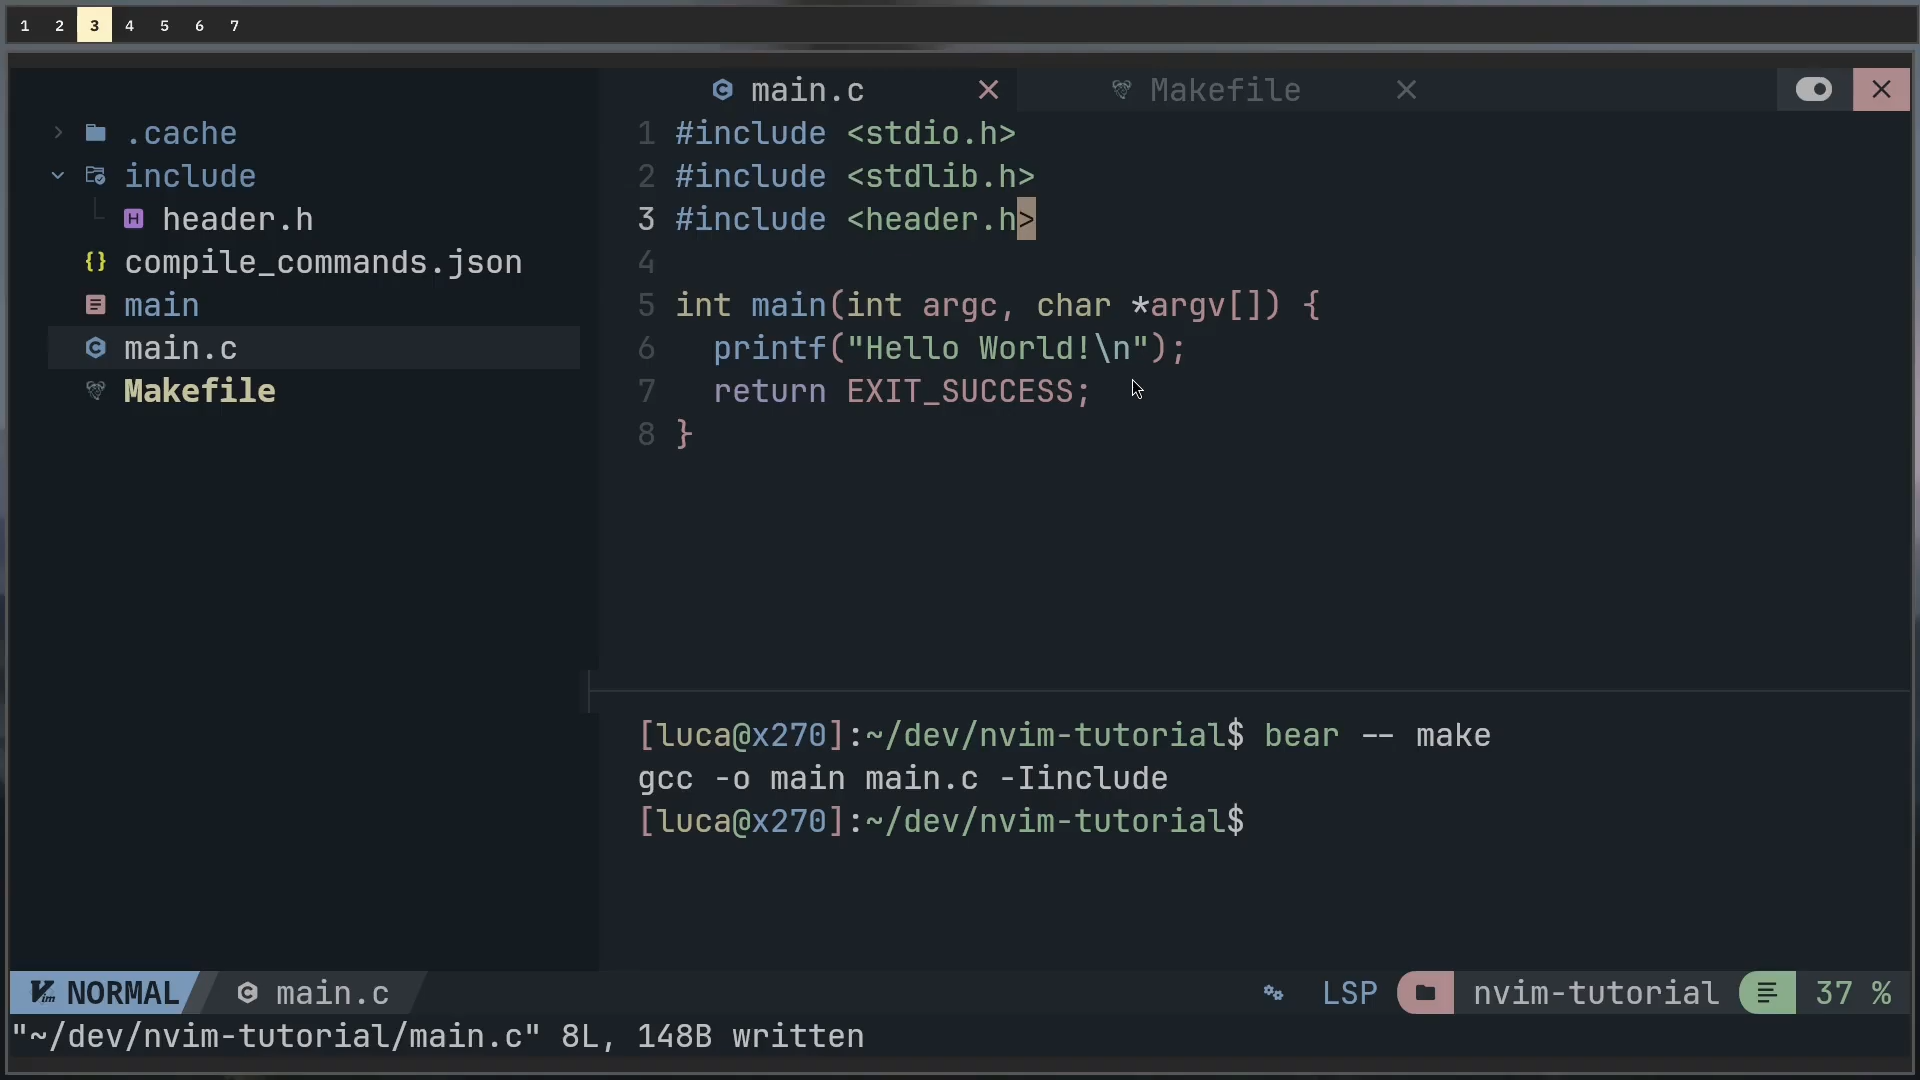 1 2 3 4 5 6 7
main.c Makefile
.cache
include
header.h
compile_commands.json
main
main.c
Makefile
1 #include <stdio.h>
2 #include <stdlib.h>
3 #include <header.h>
4
5 int main(int argc, char *argv[]) {
6   printf("Hello World!\n");
7   return EXIT_SUCCESS;
8 }
[luca@x270]:~/dev/nvim-tutorial$ bear -- make
gcc -o main main.c -Iinclude
[luca@x270]:~/dev/nvim-tutorial$
NORMAL main.c LSP nvim-tutorial 37 %
"~/dev/nvim-tutorial/main.c" 8L, 148B written